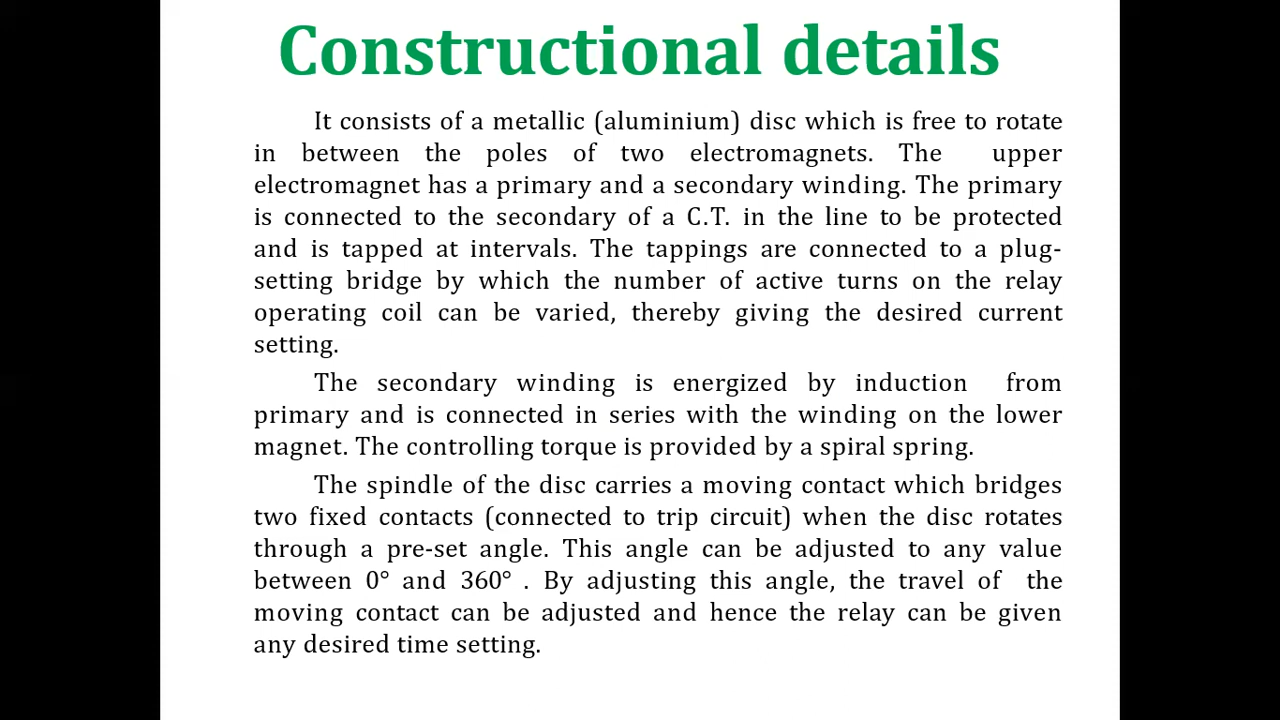 Constructional details
It consists of a metallic (aluminium) disc which is free to rotate
in between the poles of two electromagnets. The upper
electromagnet has a primary and a secondary winding. The primary
is connected to the secondary of a C.T. in the line to be protected
and is tapped at intervals. The tappings are connected to a plug-
setting bridge by which the number of active turns on the relay
operating coil can be varied, thereby giving the desired current
setting.
The secondary winding is energized by induction from
primary and is connected in series with the winding on the lower
magnet. The controlling torque is provided by a spiral spring.
The spindle of the disc carries a moving contact which bridges
two fixed contacts (connected to trip circuit) when the disc rotates
through a pre-set angle. This angle can be adjusted to any value
between 0° and 360° . By adjusting this angle, the travel of the
moving contact can be adjusted and hence the relay can be given
any desired time setting.